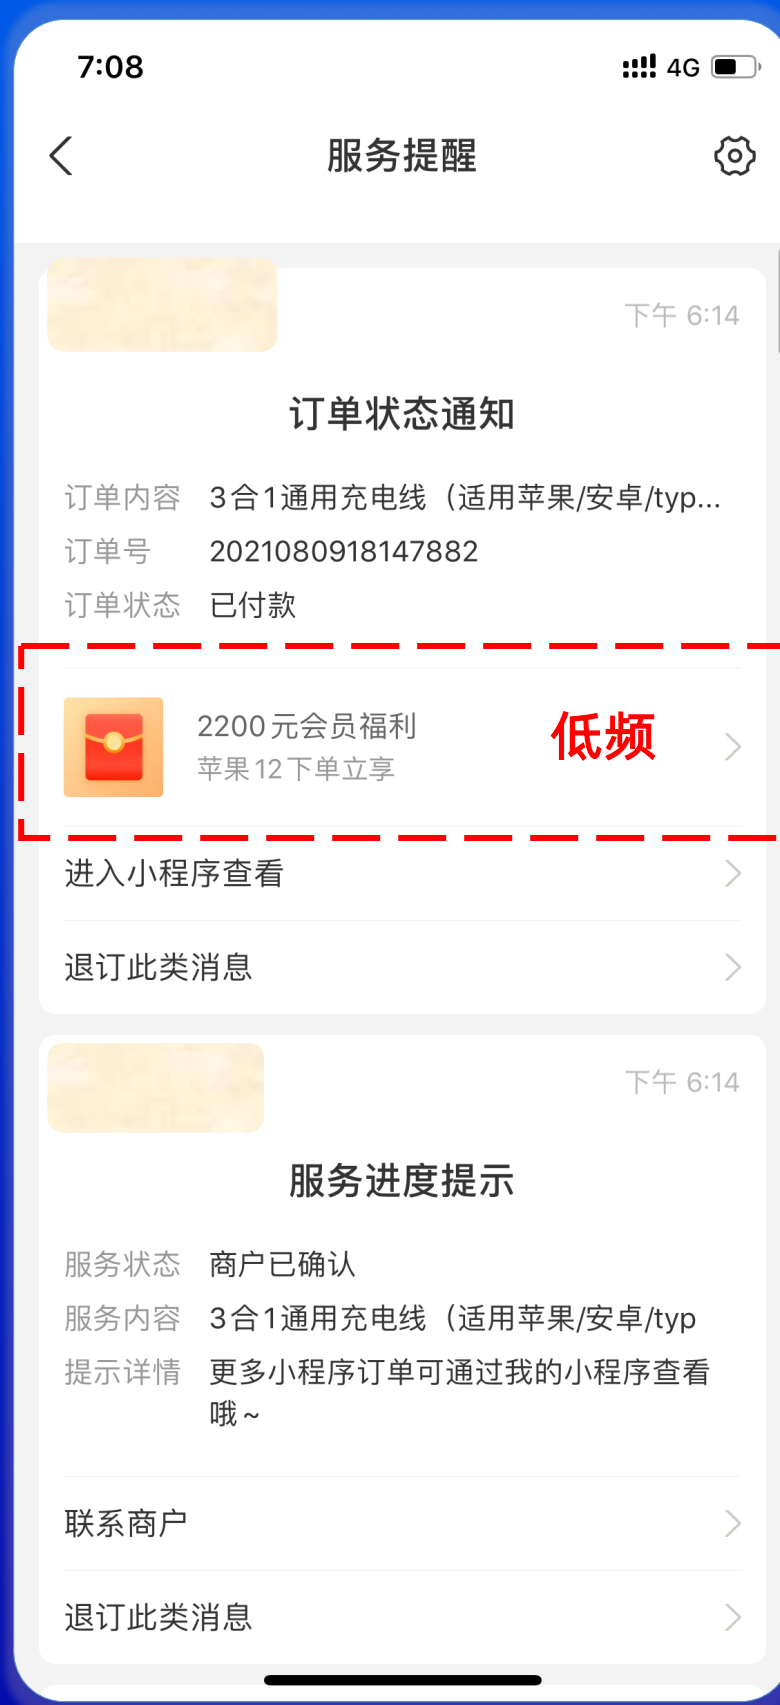 7:08
4G
服务提醒
下午 6:14
订单状态通知
订单内容 3合1通用充电线（适用苹果/安卓/typ...
订单号 2021080918147882
订单状态 已付款
2200元会员福利
苹果12下单立享
低频
进入小程序查看
退订此类消息
下午 6:14
服务进度提示
服务状态 商户已确认
服务内容 3合1通用充电线（适用苹果/安卓/typ
提示详情 更多小程序订单可通过我的小程序查看
哦~
联系商户
退订此类消息